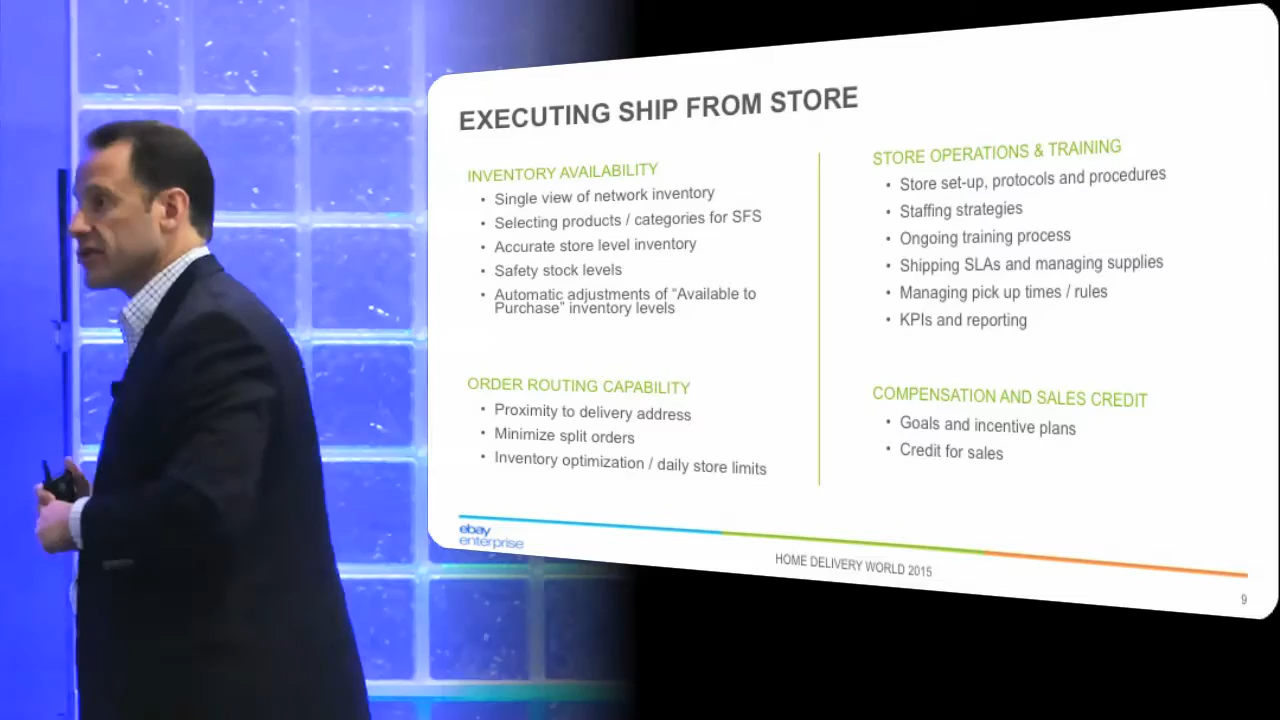 EXECUTING SHIP FROM STORE
INVENTORY AVAILABILITY
• Single view of network inventory
• Selecting products / categories for SFS
• Accurate store level inventory
• Safety stock levels
• Automatic adjustments of “Available to
Purchase” inventory levels
ORDER ROUTING CAPABILITY
• Proximity to delivery address
• Minimize split orders
• Inventory optimization / daily store limits
STORE OPERATIONS & TRAINING
• Store set-up, protocols and procedures
• Staffing strategies
• Ongoing training process
• Shipping SLAs and managing supplies
• Managing pick up times / rules
• KPIs and reporting
COMPENSATION AND SALES CREDIT
• Goals and incentive plans
• Credit for sales
ebay
enterprise
HOME DELIVERY WORLD 2015
9